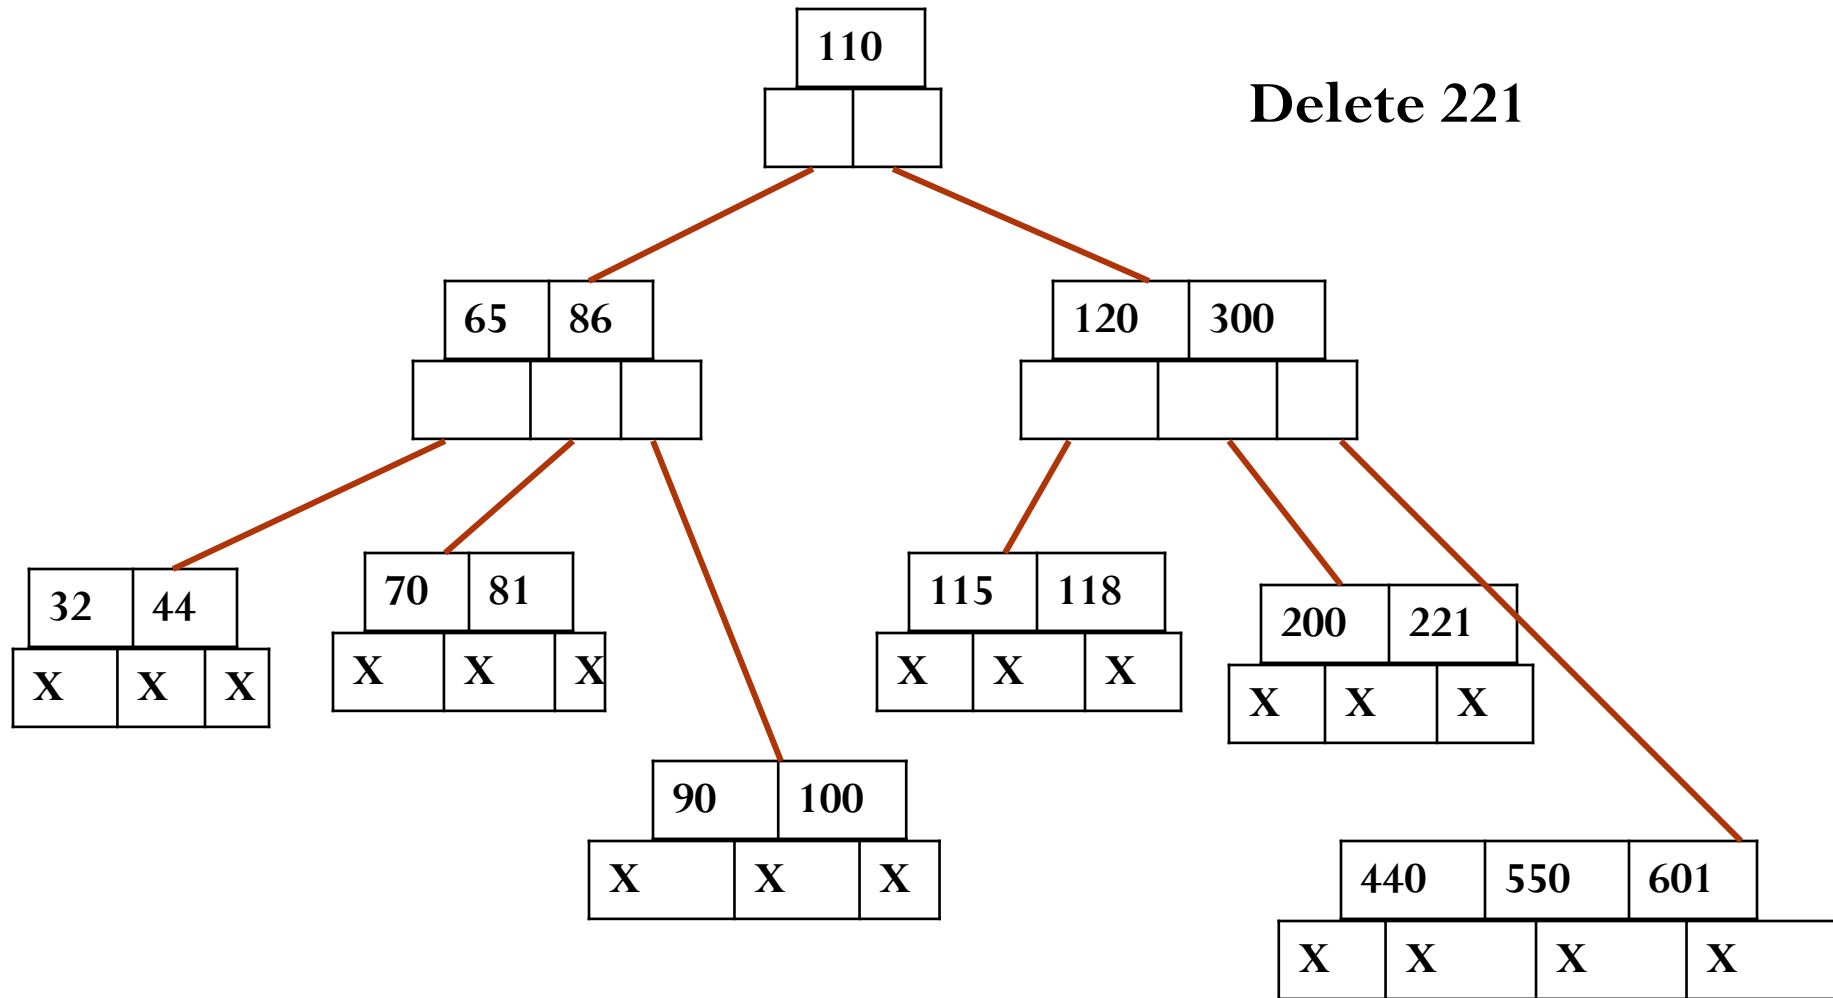 110
Delete 221
65 86
120 300
32 44
X X X
70 81
X X X
115 118
X X X
200 221
X X X
90 100
X X X
440 550 601
X X X X